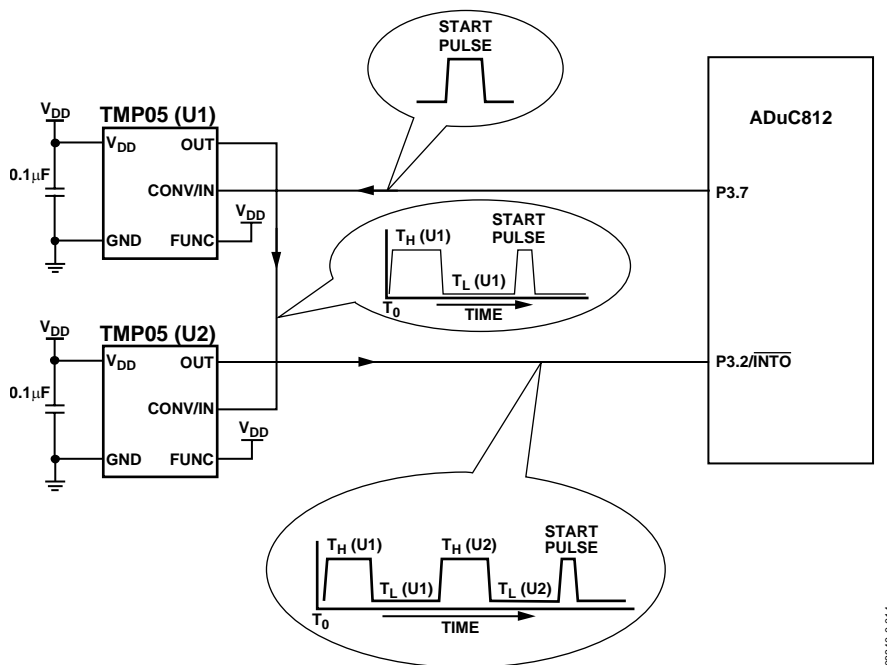 START
PULSE
ADuC812
VDD
TMP05 (U1)
VDD
OUT
0.1µF
CONV/IN
P3.7
VDD
GND
FUNC
TH (U1)
START
PULSE
TL (U1)
T0
TIME
VDD
TMP05 (U2)
VDD
OUT
P3.2/INTO
0.1µF
CONV/IN
VDD
GND
FUNC
TH (U1)
TH (U2)
START
PULSE
TL (U1)
TL (U2)
T0
TIME